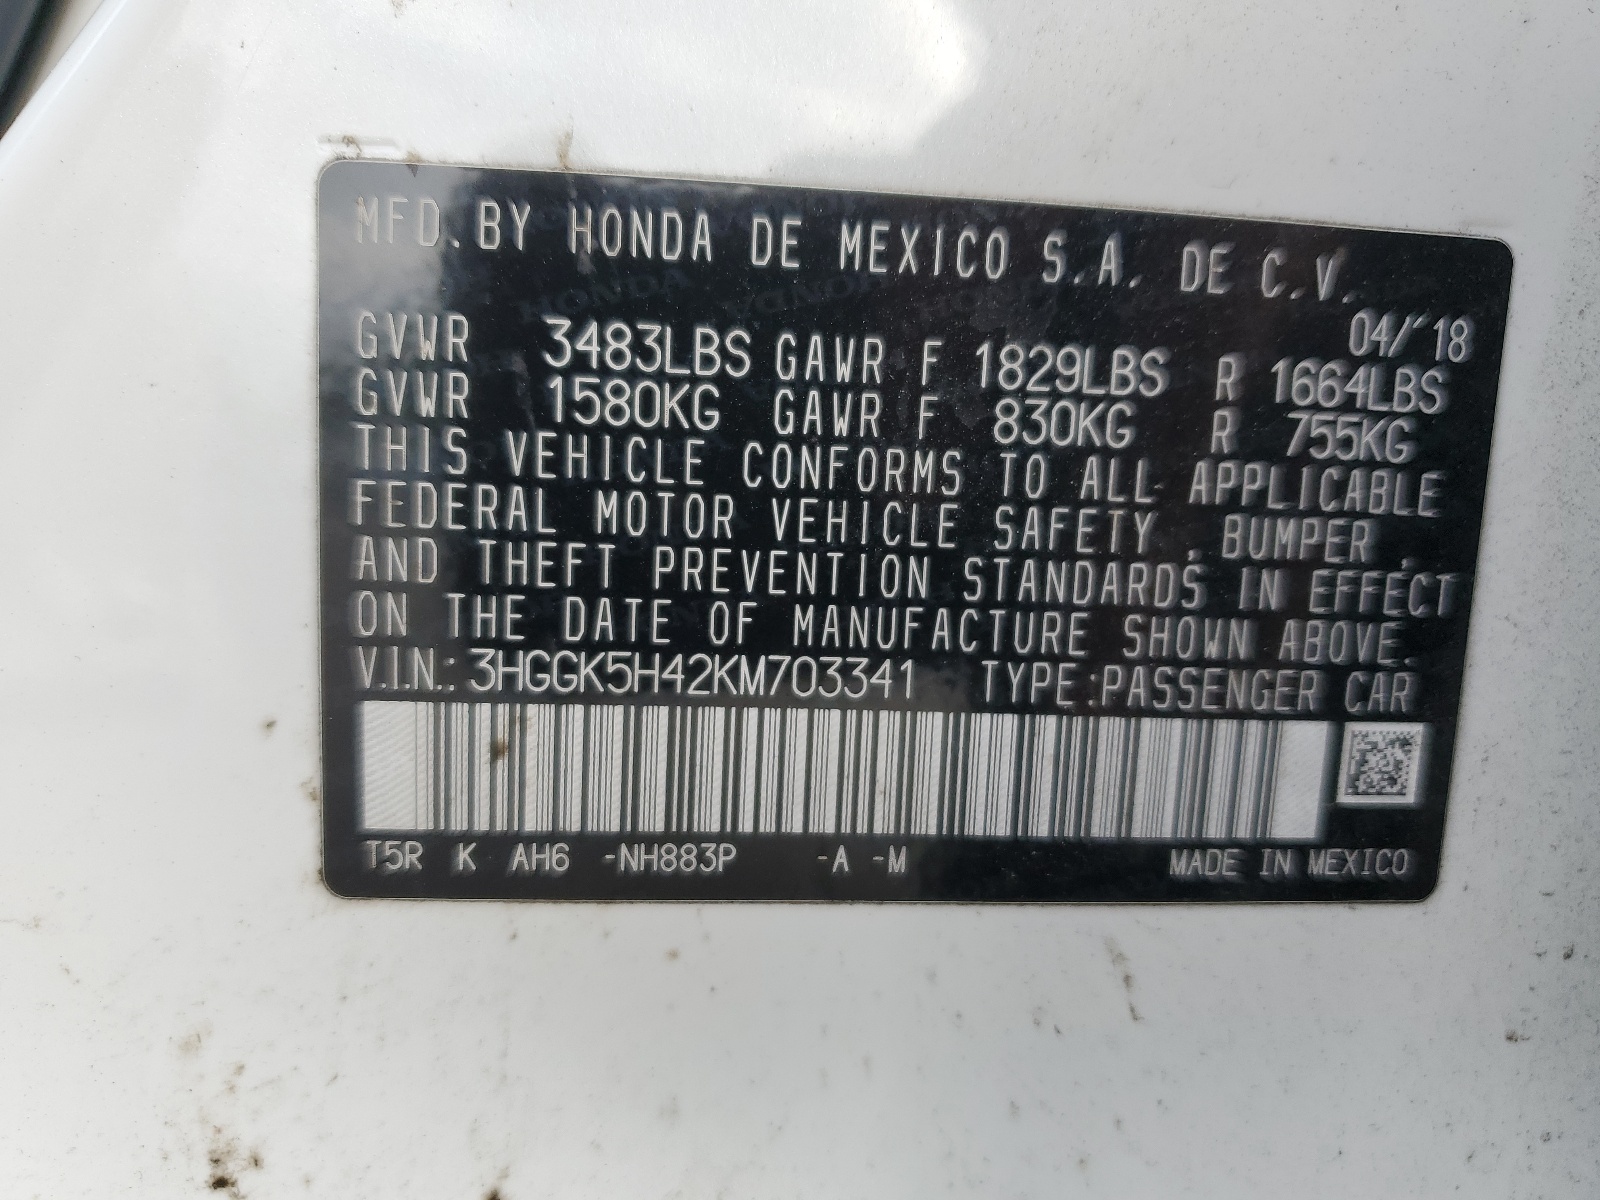 MFD. BY HONDA DE MEXICO S.A. DE C.V.
04/'18
GVWR 3483LBS GAWR F 1829LBS R 1664LBS
GVWR 1580KG GAWR F 830KG R 755KG
THIS VEHICLE CONFORMS TO ALL APPLICABLE
FEDERAL MOTOR VEHICLE SAFETY , BUMPER ,
AND THEFT PREVENTION STANDARDS IN EFFECT
ON THE DATE OF MANUFACTURE SHOWN ABOVE.
V.I.N.: 3HGGK5H42KM703341 TYPE:PASSENGER CAR
T5R K AH6 -NH883P -A -M MADE IN MEXICO